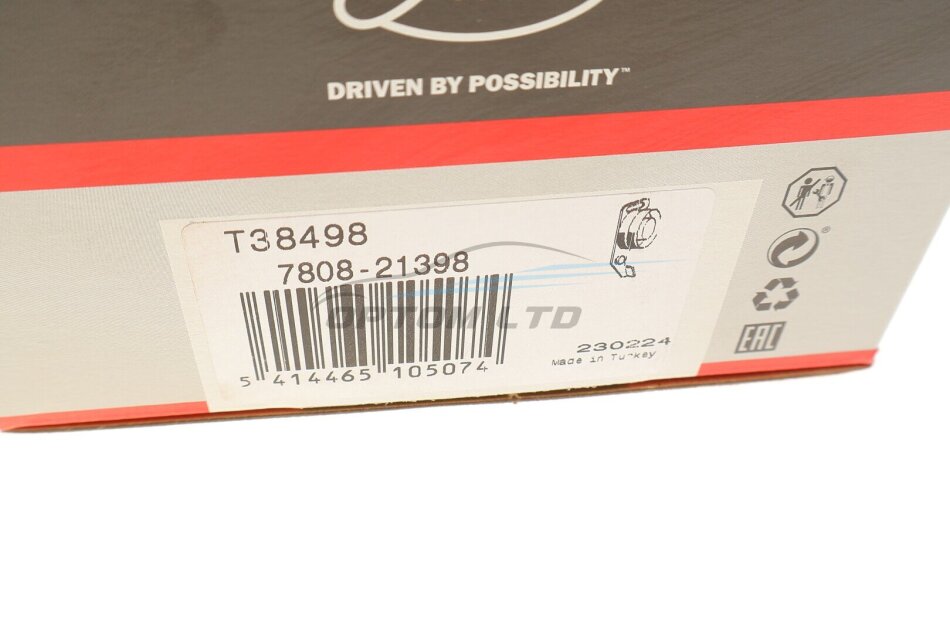 DRIVEN BY POSSIBILITY™
T38498
7808-21398
OPTOM LTD
5 414465 105074
230224
Made in Turkey
EAC